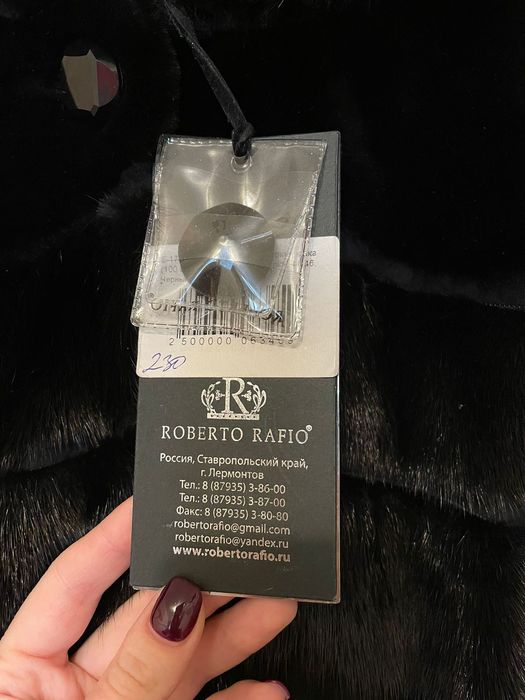 2 500000
230
R
ROBERTO RAFIO®
Россия, Ставропольский край,
г. Лермонтов
Тел.: 8 (87935) 3-86-00
Тел.: 8 (87935) 3-87-00
Факс: 8 (87935) 3-80-80
robertorafio@gmail.com
robertorafio@yandex.ru
www.robertorafio.ru